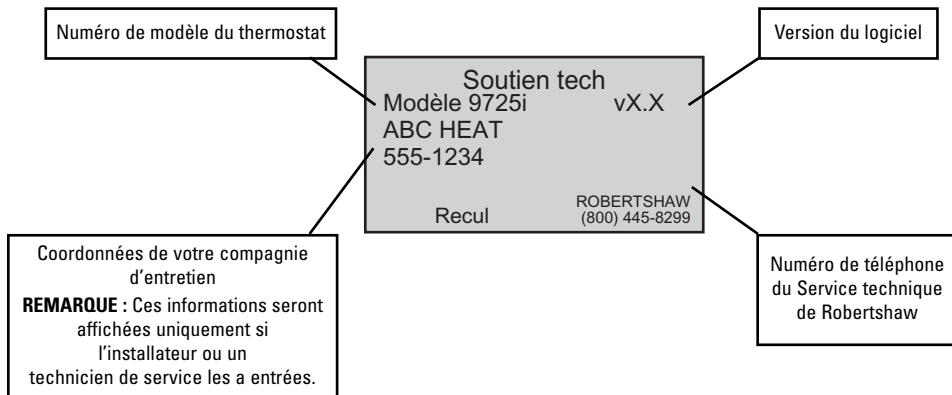 Numéro de modèle du thermostat
Version du logiciel
Soutien tech
Modèle 9725i vX.X
ABC HEAT
555-1234
Recul
ROBERTSHAW
(800) 445-8299
Coordonnées de votre compagnie
d'entretien
REMARQUE : Ces informations seront
affichées uniquement si
l'installateur ou un
technicien de service les a entrées.
Numéro de téléphone
du Service technique
de Robertshaw